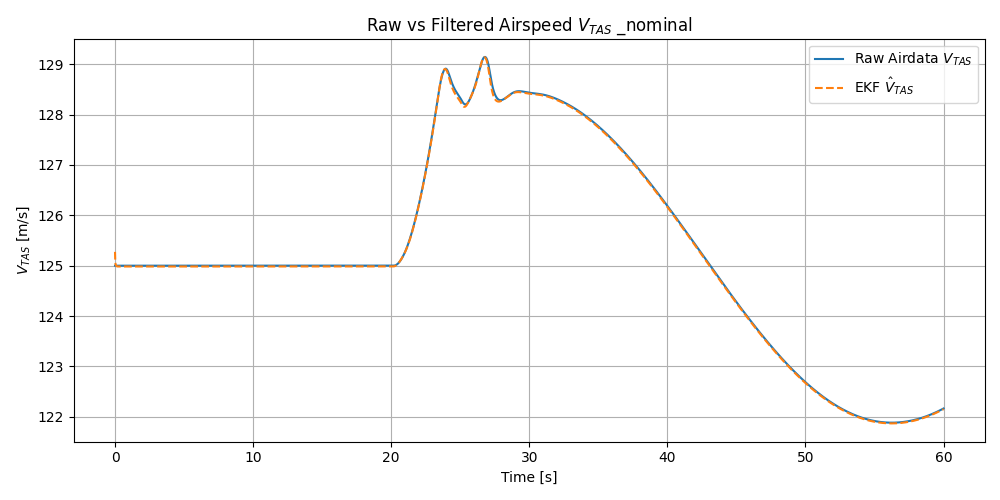 Raw vs Filtered Airspeed V_TAS _nominal
Raw Airdata V_TAS
EKF V̂_TAS
V_TAS [m/s]
129
128
127
126
125
124
123
122
0 10 20 30 40 50 60
Time [s]